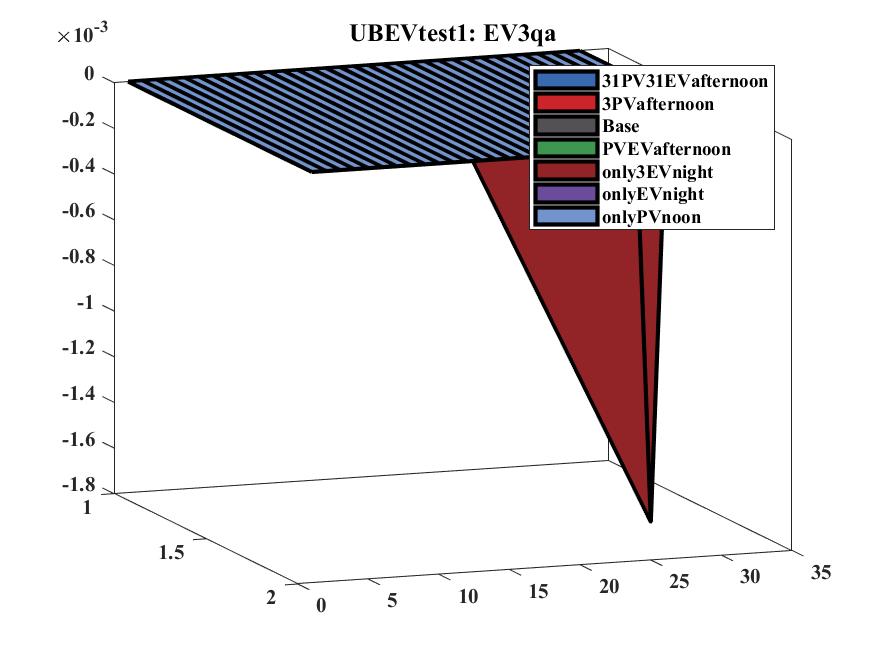 ×10-3
UBEVtest1: EV3qa
0
-0.2
-0.4
-0.6
-0.8
-1
-1.2
-1.4
-1.6
-1.8
31PV31EVafternoon
3PVafternoon
Base
PVEVafternoon
only3EVnight
onlyEVnight
onlyPVnoon
1
1.5
2
0
5
10
15
20
25
30
35